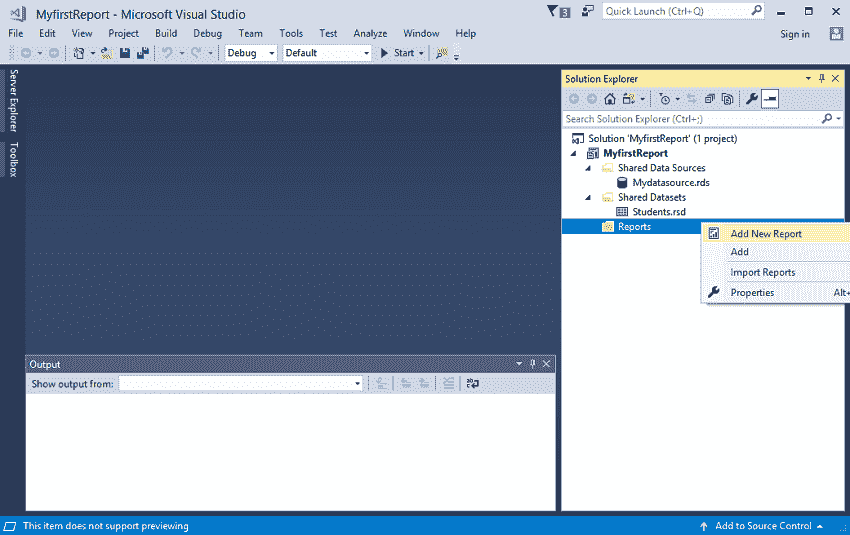 MyfirstReport - Microsoft Visual Studio
3
Quick Launch (Ctrl+Q)
File Edit View Project Build Debug Team Tools Test Analyze Window Help
Sign in
Debug
Default
Start
Server Explorer
Toolbox
Solution Explorer
Search Solution Explorer (Ctrl+;)
Solution 'MyfirstReport' (1 project)
MyfirstReport
Shared Data Sources
Mydatasource.rds
Shared Datasets
Students.rsd
Reports
Add New Report
Add
Import Reports
Properties Alt+
Output
Show output from:
This item does not support previewing
Add to Source Control